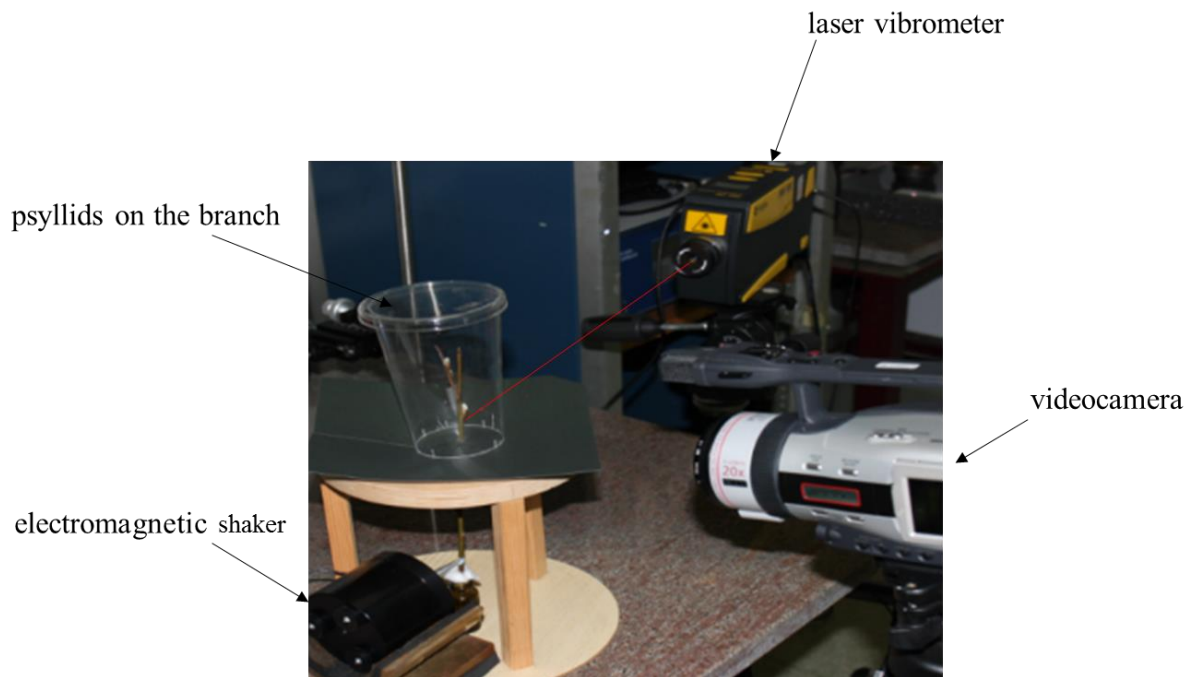 laser vibrometer
psyllids on the branch
videocamera
electromagnetic shaker
20x